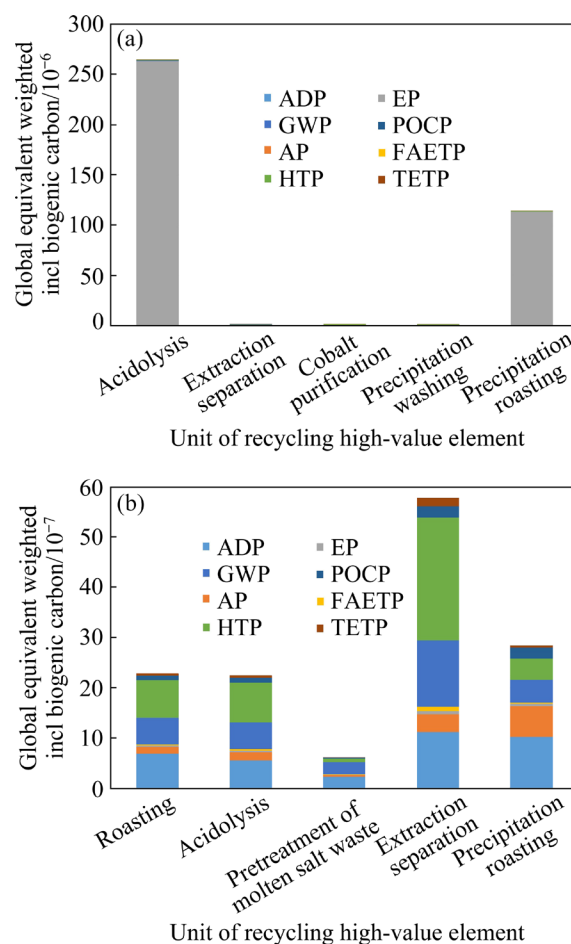 (a)
Global equivalent weighted
incl biogenic carbon/10⁻⁶
300
250
200
150
100
50
0
ADP EP
GWP POCP
AP FAETP
HTP TETP
Acidolysis
Extraction
separation
Cobalt
purification
Precipitation
washing
Precipitation
roasting
Unit of recycling high-value element
(b)
Global equivalent weighted
incl biogenic carbon/10⁻⁷
60
50
40
30
20
10
0
ADP EP
GWP POCP
AP FAETP
HTP TETP
Roasting
Acidolysis
Pretreatment of
molten salt waste
Extraction
separation
Precipitation
roasting
Unit of recycling high-value element